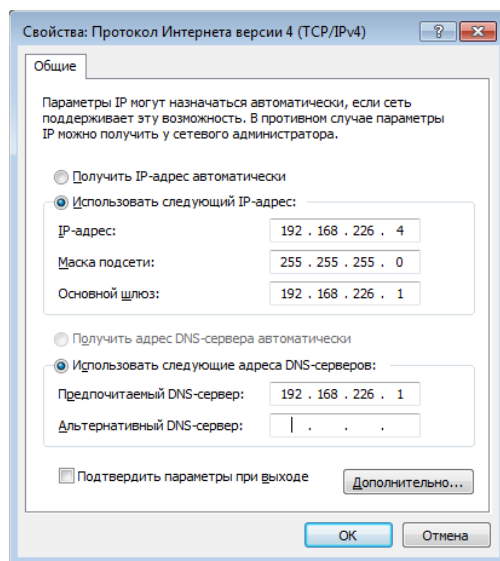 Свойства: Протокол Интернета версии 4 (TCP/IPv4)
Общие
Параметры IP могут назначаться автоматически, если сеть
поддерживает эту возможность. В противном случае параметры
IP можно получить у сетевого администратора.
Получить IP-адрес автоматически
Использовать следующий IP-адрес:
IP-адрес: 192 . 168 . 226 . 4
Маска подсети: 255 . 255 . 255 . 0
Основной шлюз: 192 . 168 . 226 . 1
Получить адрес DNS-сервера автоматически
Использовать следующие адреса DNS-серверов:
Предпочитаемый DNS-сервер: 192 . 168 . 226 . 1
Альтернативный DNS-сервер: . . .
Подтвердить параметры при выходе
Дополнительно...
OK Отмена